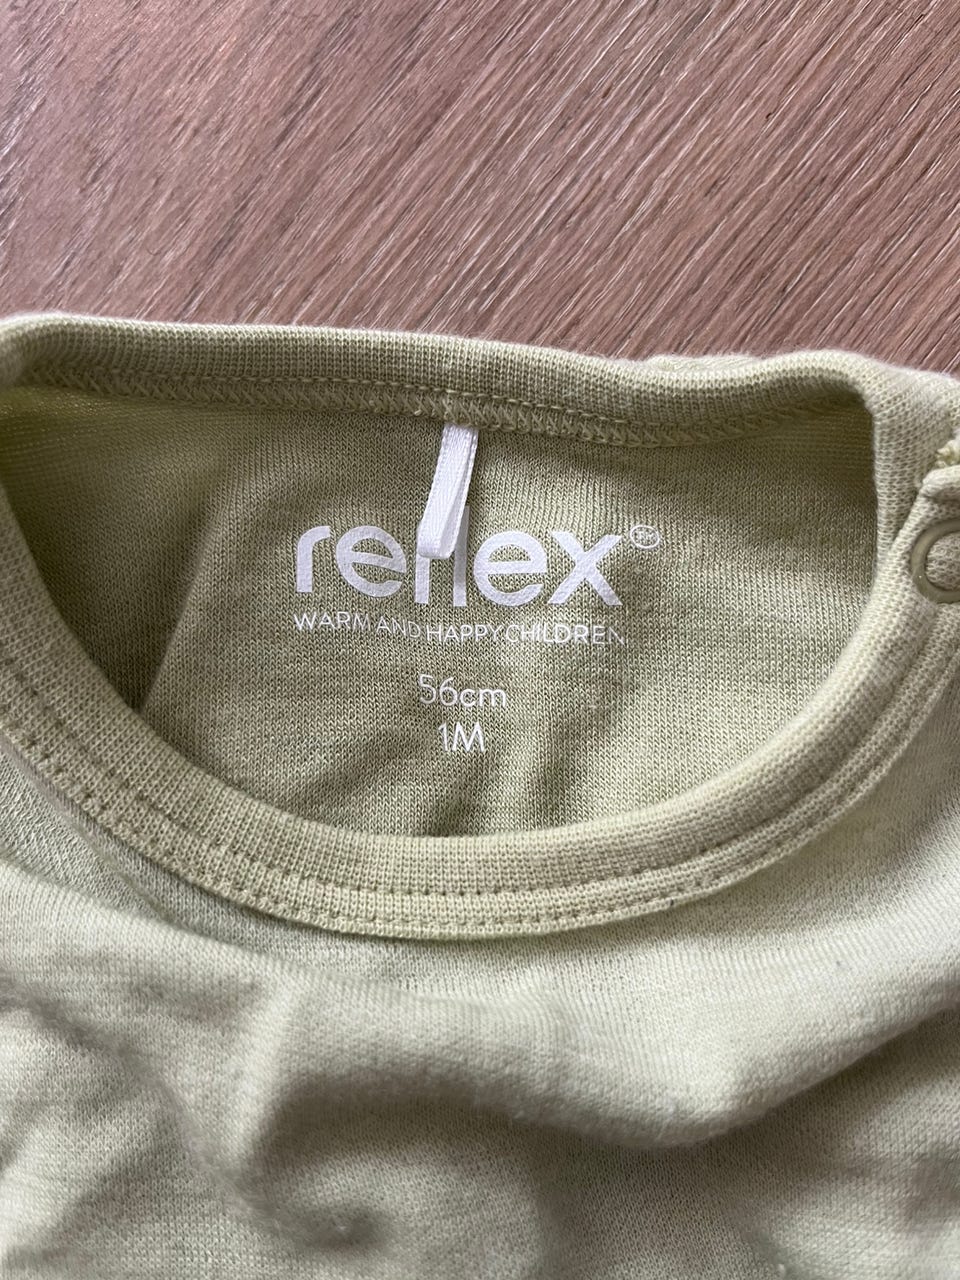 reflex
WARM AND HAPPY CHILDREN
56cm
1M